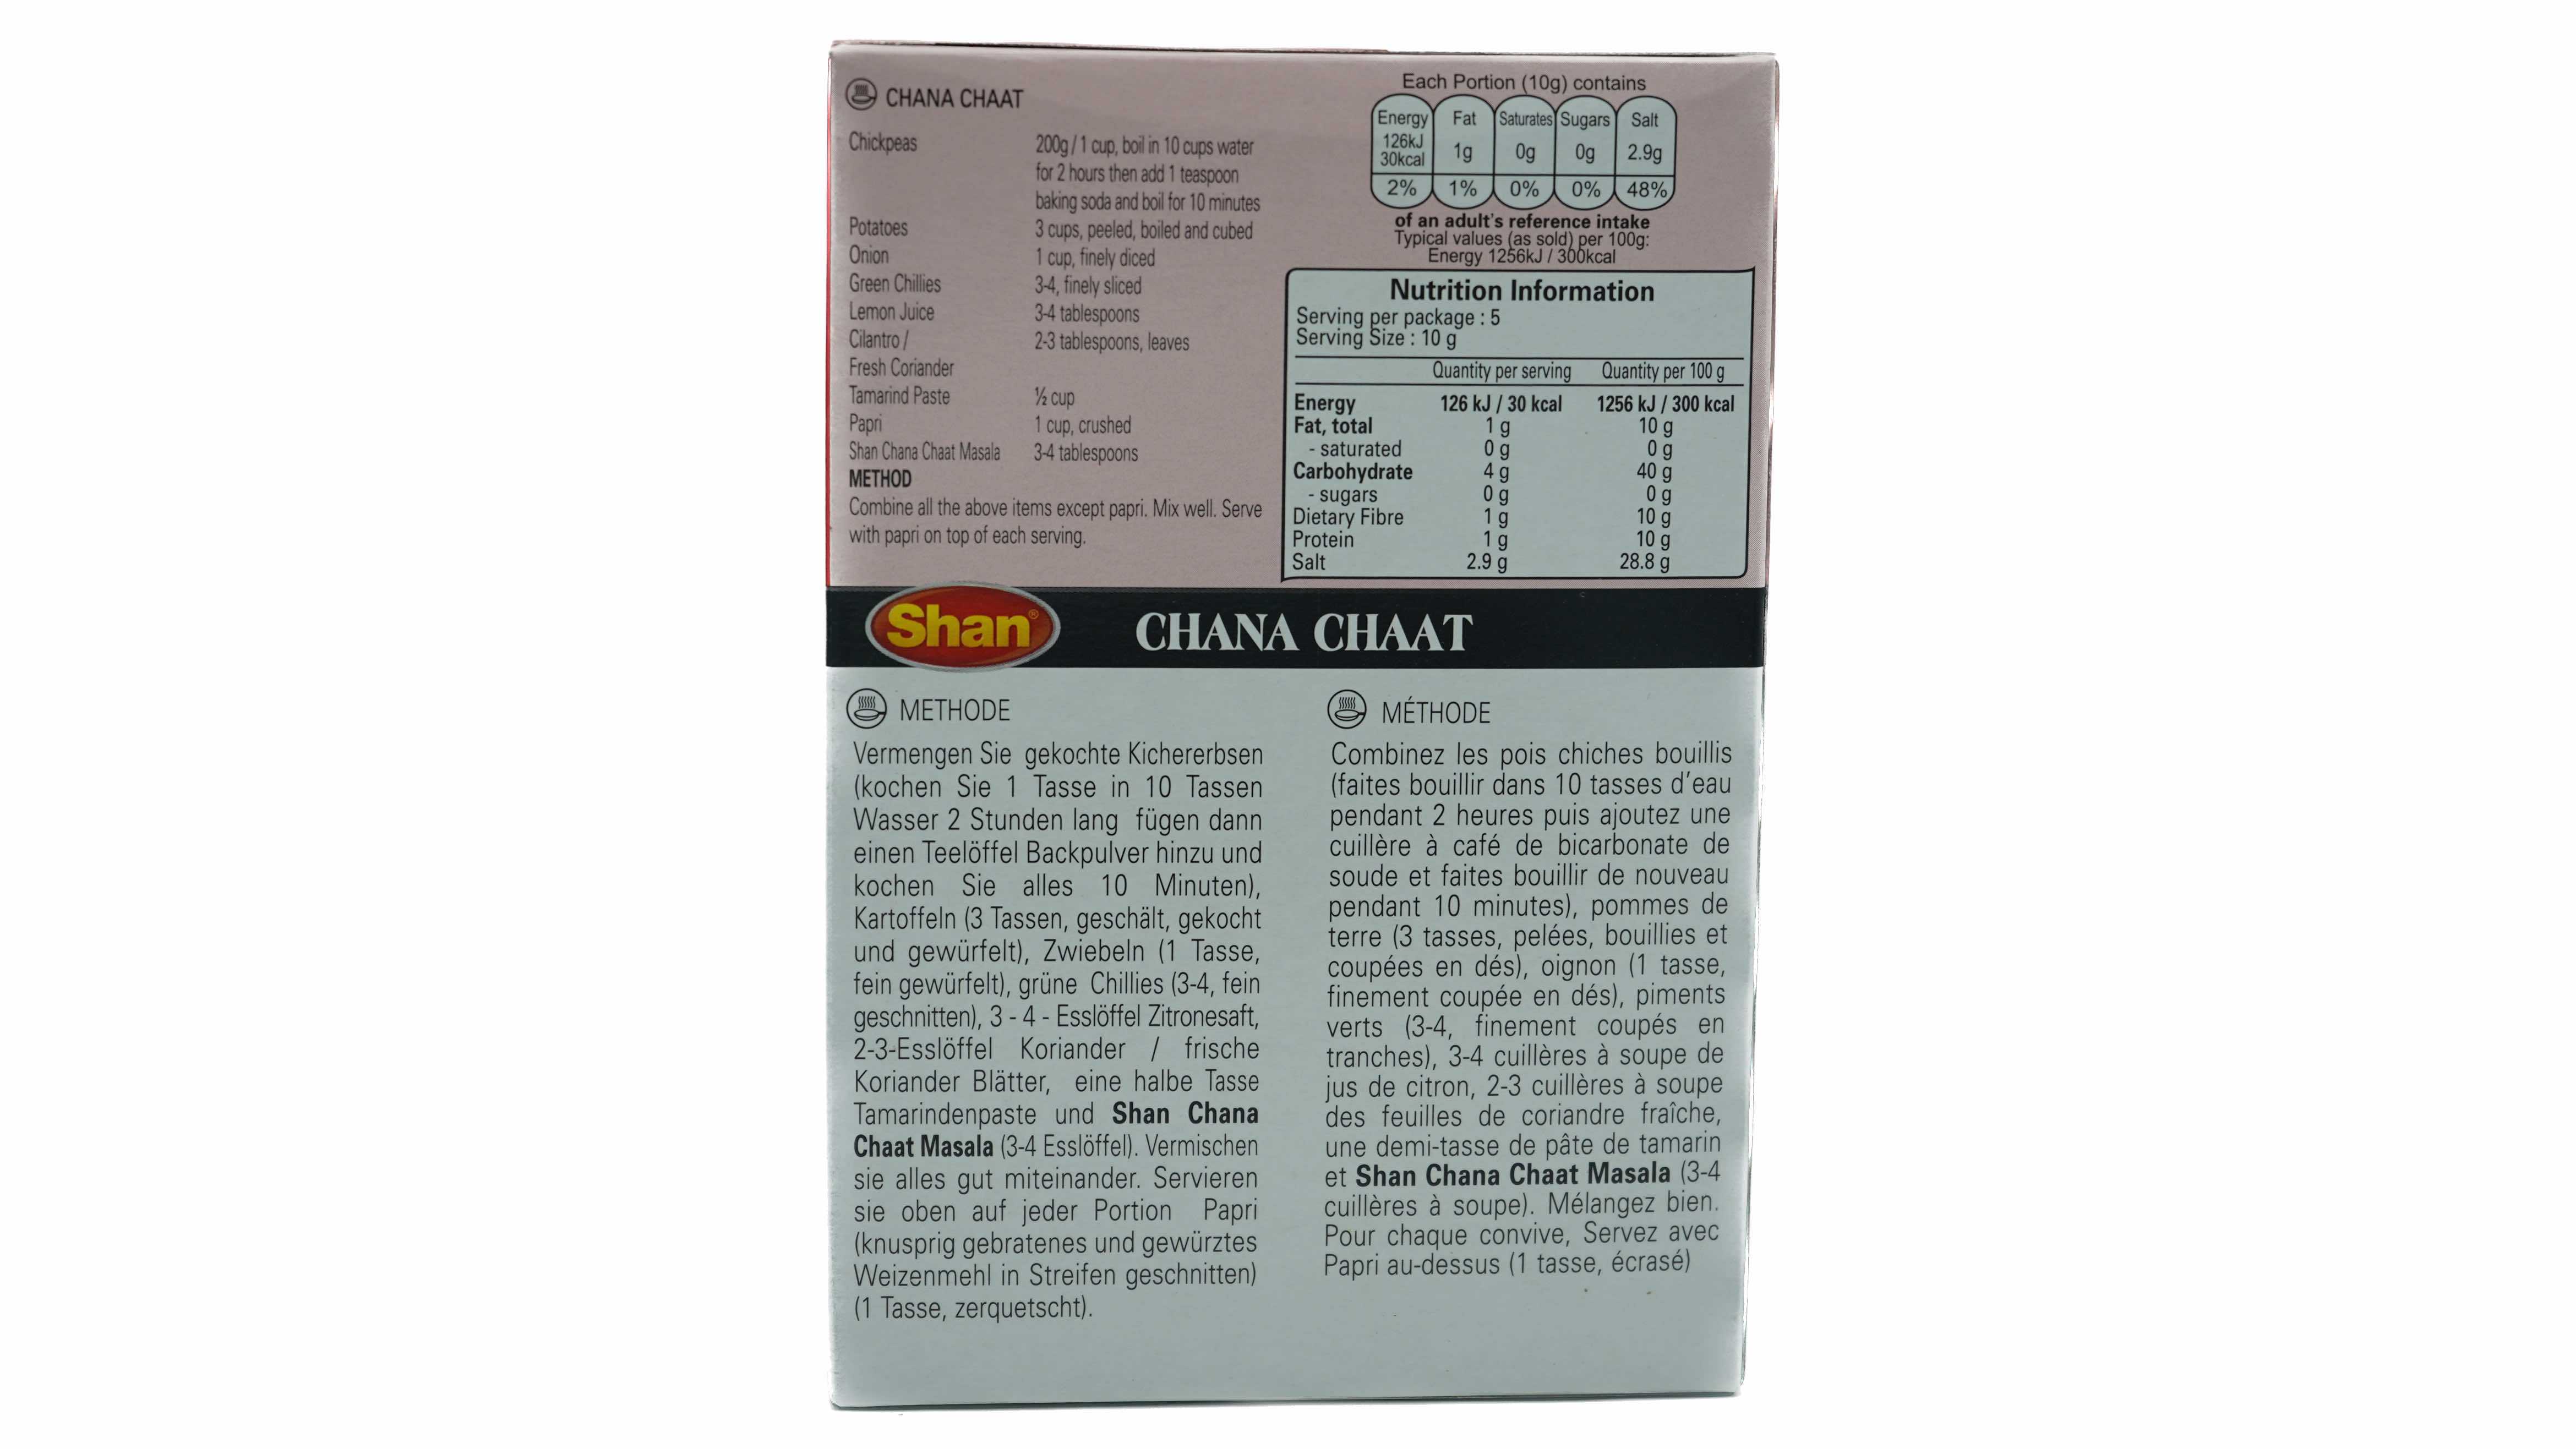 CHANA CHAAT
Chickpeas 200g / 1 cup, boil in 10 cups water
for 2 hours then add 1 teaspoon
baking soda and boil for 10 minutes
Potatoes 3 cups, peeled, boiled and cubed
Onion 1 cup, finely diced
Green Chillies 3-4, finely sliced
Lemon Juice 3-4 tablespoons
Cilantro / 2-3 tablespoons, leaves
Fresh Coriander
Tamarind Paste ½ cup
Papri 1 cup, crushed
Shan Chana Chaat Masala 3-4 tablespoons
METHOD
Combine all the above items except papri. Mix well. Serve
with papri on top of each serving.
Each Portion (10g) contains
Energy Fat Saturates Sugars Salt
126kJ
30kcal 1g 0g 0g 2.9g
2% 1% 0% 0% 48%
of an adult's reference intake
Typical values (as sold) per 100g:
Energy 1256kJ / 300kcal
Nutrition Information
Serving per package : 5
Serving Size : 10 g
Quantity per serving Quantity per 100 g
Energy 126 kJ / 30 kcal 1256 kJ / 300 kcal
Fat, total 1 g 10 g
- saturated 0 g 0 g
Carbohydrate 4 g 40 g
- sugars 0 g 0 g
Dietary Fibre 1 g 10 g
Protein 1 g 10 g
Salt 2.9 g 28.8 g
Shan® CHANA CHAAT
METHODE
Vermengen Sie gekochte Kichererbsen
(kochen Sie 1 Tasse in 10 Tassen
Wasser 2 Stunden lang fügen dann
einen Teelöffel Backpulver hinzu und
kochen Sie alles 10 Minuten),
Kartoffeln (3 Tassen, geschält, gekocht
und gewürfelt), Zwiebeln (1 Tasse,
fein gewürfelt), grüne Chillies (3-4, fein
geschnitten), 3 - 4 - Esslöffel Zitronesaft,
2-3-Esslöffel Koriander / frische
Koriander Blätter, eine halbe Tasse
Tamarindenpaste und Shan Chana
Chaat Masala (3-4 Esslöffel). Vermischen
sie alles gut miteinander. Servieren
sie oben auf jeder Portion Papri
(knusprig gebratenes und gewürztes
Weizenmehl in Streifen geschnitten)
(1 Tasse, zerquetscht).
MÉTHODE
Combinez les pois chiches bouillis
(faites bouillir dans 10 tasses d'eau
pendant 2 heures puis ajoutez une
cuillère à café de bicarbonate de
soude et faites bouillir de nouveau
pendant 10 minutes), pommes de
terre (3 tasses, pelées, bouillies et
coupées en dés), oignon (1 tasse,
finement coupée en dés), piments
verts (3-4, finement coupés en
tranches), 3-4 cuillères à soupe de
jus de citron, 2-3 cuillères à soupe
des feuilles de coriandre fraîche,
une demi-tasse de pâte de tamarin
et Shan Chana Chaat Masala (3-4
cuillères à soupe). Mélangez bien.
Pour chaque convive, Servez avec
Papri au-dessus (1 tasse, écrasé)